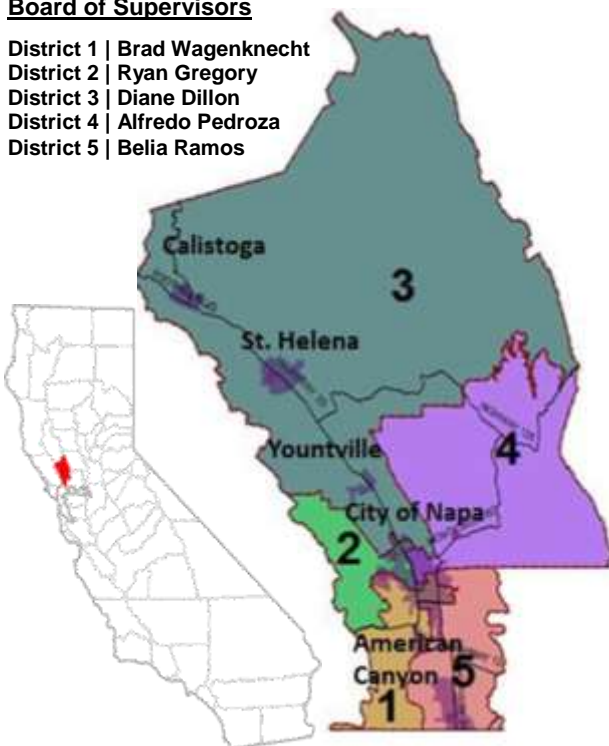 Board of Supervisors
District 1 | Brad Wagenknecht
District 2 | Ryan Gregory
District 3 | Diane Dillon
District 4 | Alfredo Pedroza
District 5 | Belia Ramos
Calistoga
3
St. Helena
4
Yountville
City of Napa
2
American
Canyon
5
1